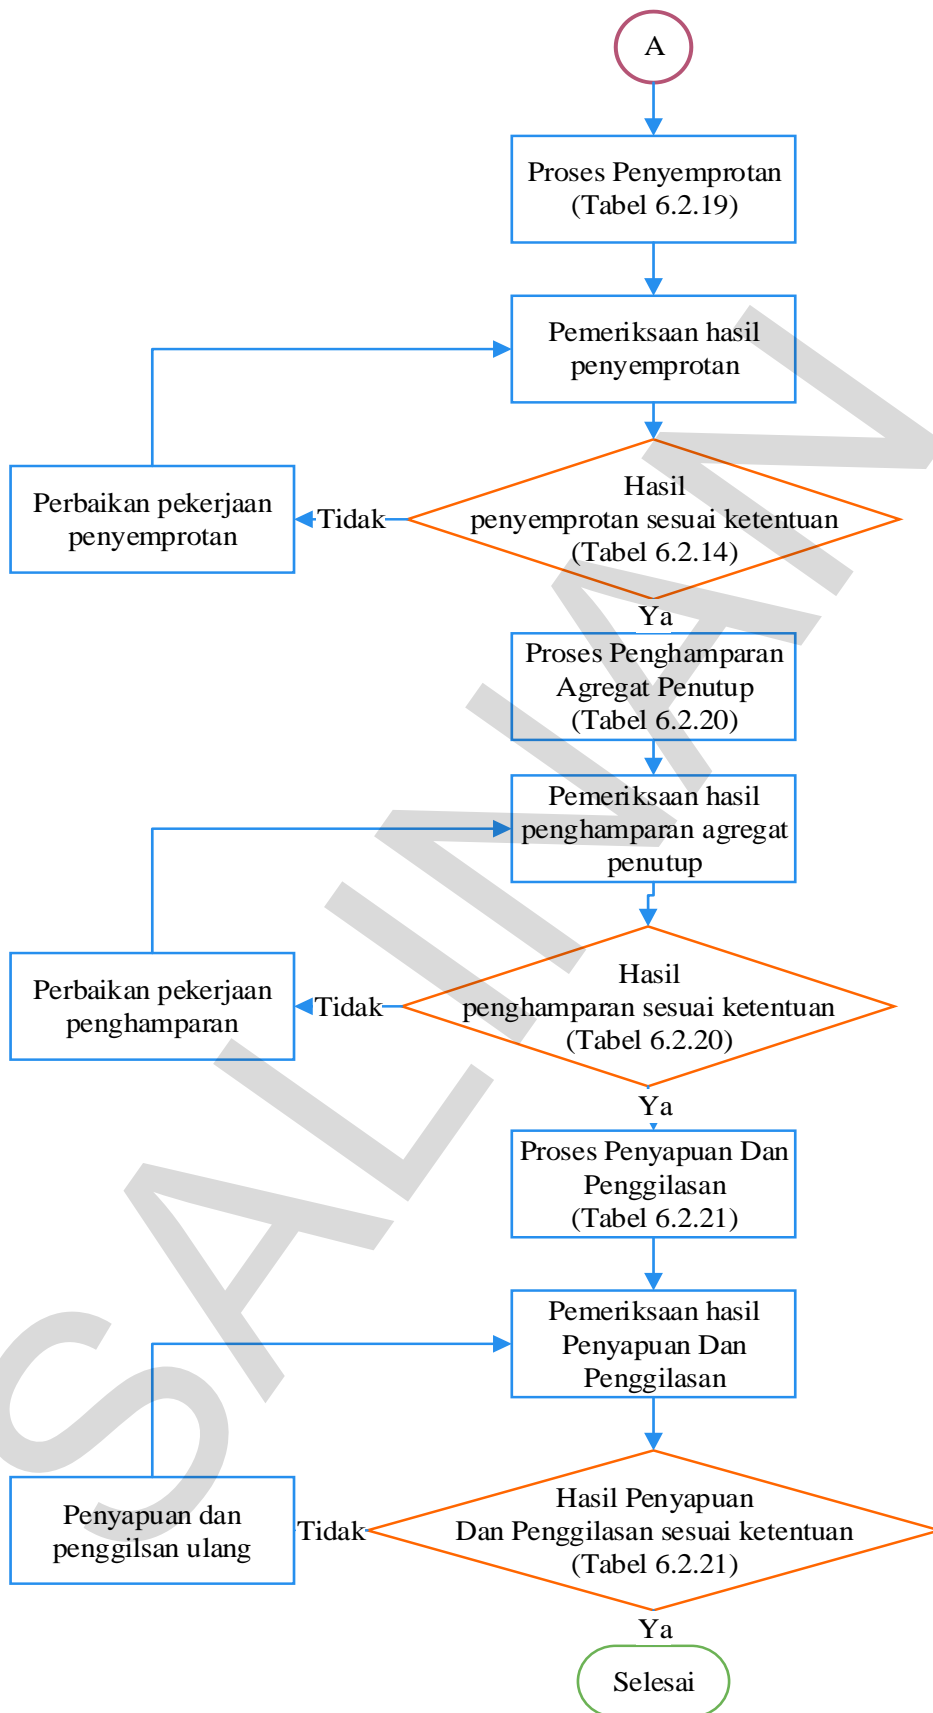 A
Proses Penyemprotan
(Tabel 6.2.19)
Pemeriksaan hasil
penyemprotan
Hasil
penyemprotan sesuai ketentuan
(Tabel 6.2.14)
Tidak
Perbaikan pekerjaan
penyemprotan
Ya
Proses Penghamparan
Agregat Penutup
(Tabel 6.2.20)
Pemeriksaan hasil
penghamparan agregat
penutup
Hasil
penghamparan sesuai ketentuan
(Tabel 6.2.20)
Tidak
Perbaikan pekerjaan
penghamparan
Ya
Proses Penyapuan Dan
Penggilasan
(Tabel 6.2.21)
Pemeriksaan hasil
Penyapuan Dan
Penggilasan
Hasil Penyapuan
Dan Penggilasan sesuai ketentuan
(Tabel 6.2.21)
Tidak
Penyapuan dan
penggilsan ulang
Ya
Selesai
SALINAN